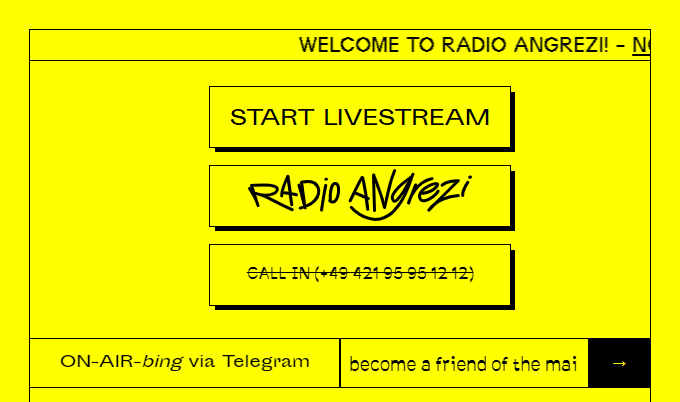 WELCOME TO RADIO ANGREZI! -
START LIVESTREAM
RADio ANgrezi
CALL IN (+49 421 95 95 12 12)
ON-AIR-bing via Telegram
become a friend of the mai
→